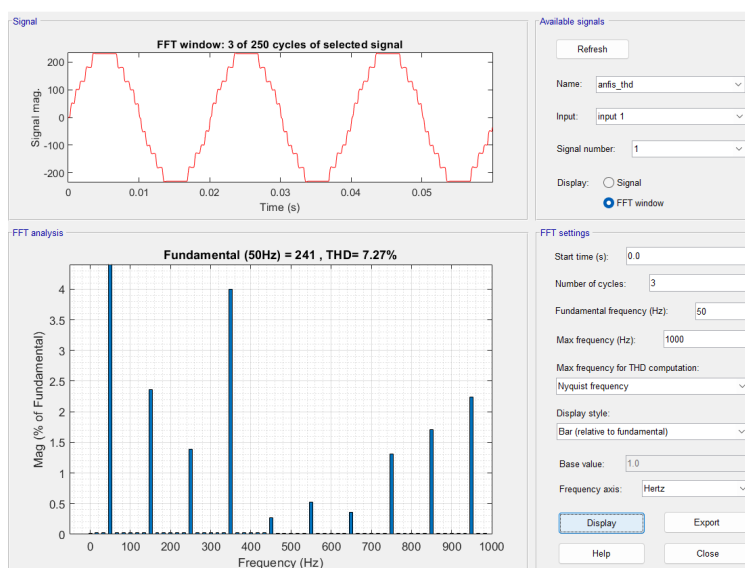 Signal
FFT window: 3 of 250 cycles of selected signal
200
100
0
-100
-200
Signal mag.
0 0.01 0.02 0.03 0.04 0.05
Time (s)
Available signals
Refresh
Name: anfis_thd
Input: input 1
Signal number: 1
Display: Signal
FFT window
FFT analysis
Fundamental (50Hz) = 241 , THD= 7.27%
4
3.5
3
2.5
2
1.5
1
0.5
0
Mag (% of Fundamental)
0 100 200 300 400 500 600 700 800 900 1000
Frequency (Hz)
FFT settings
Start time (s): 0.0
Number of cycles: 3
Fundamental frequency (Hz): 50
Max frequency (Hz): 1000
Max frequency for THD computation:
Nyquist frequency
Display style:
Bar (relative to fundamental)
Base value: 1.0
Frequency axis: Hertz
Display Export
Help Close